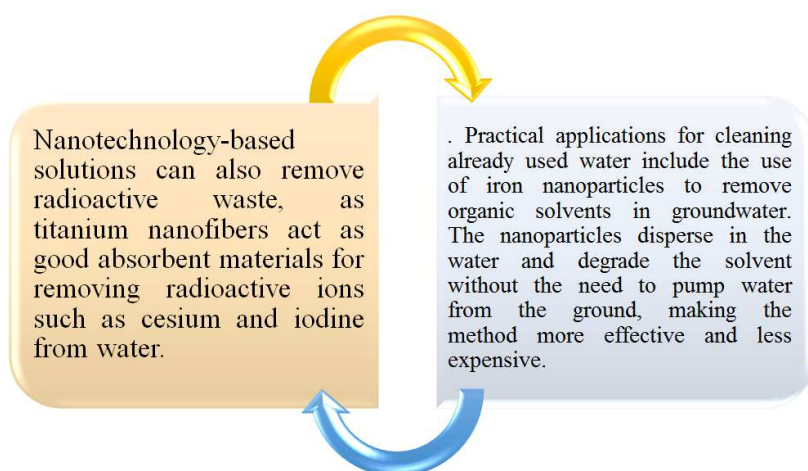 Nanotechnology-based
solutions can also remove
radioactive waste, as
titanium nanofibers act as
good absorbent materials for
removing radioactive ions
such as cesium and iodine
from water.
. Practical applications for cleaning
already used water include the use
of iron nanoparticles to remove
organic solvents in groundwater.
The nanoparticles disperse in the
water and degrade the solvent
without the need to pump water
from the ground, making the
method more effective and less
expensive.